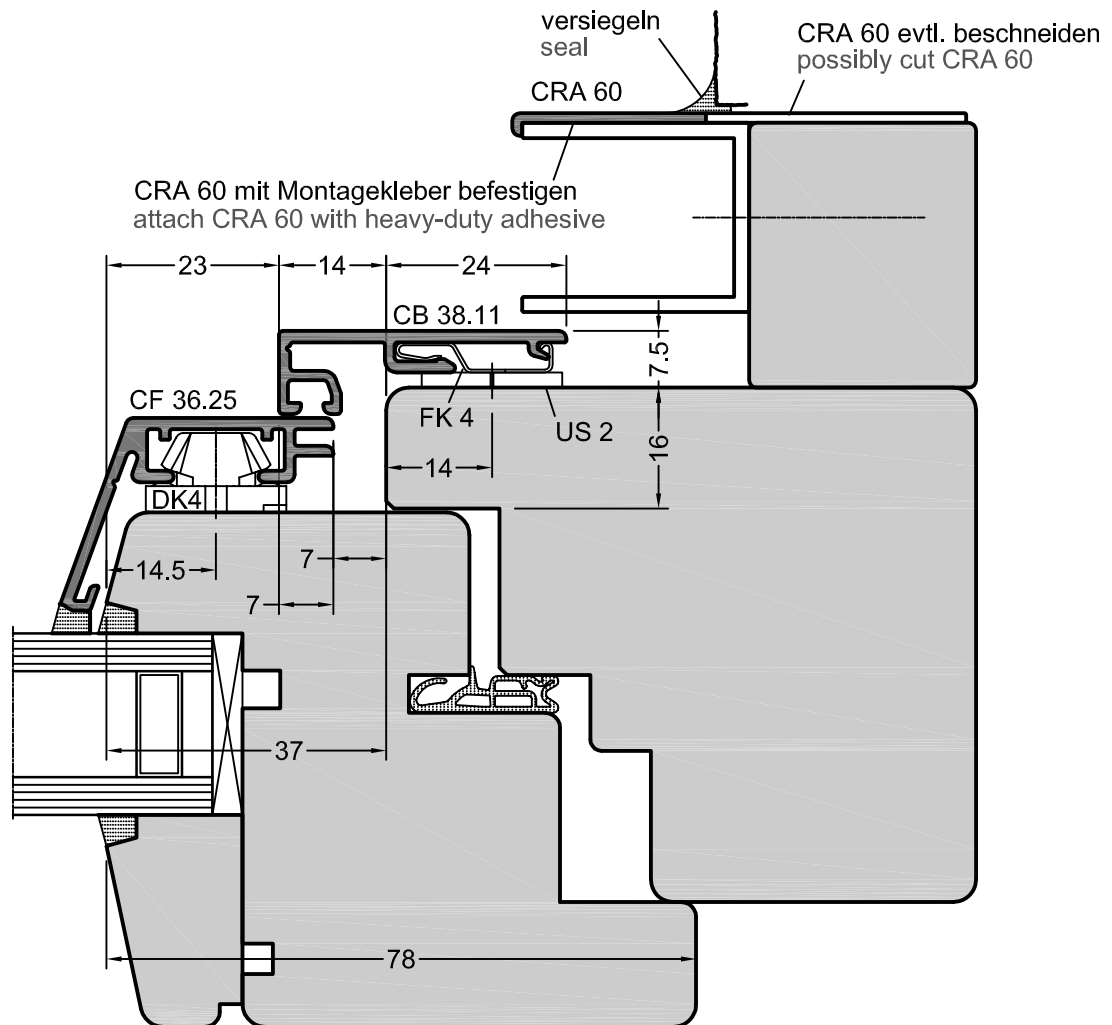 versiegeln
seal
CRA 60 evtl. beschneiden
possibly cut CRA 60
CRA 60
CRA 60 mit Montagekleber befestigen
attach CRA 60 with heavy-duty adhesive
23
14
24
CB 38.11
7.5
CF 36.25
FK 4
US 2
16
14
DK4
7
14.5
7
37
78